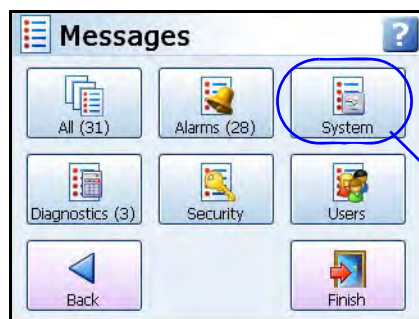 Messages
?
All (31)
Alarms (28)
System
Diagnostics (3)
Security
Users
Back
Finish